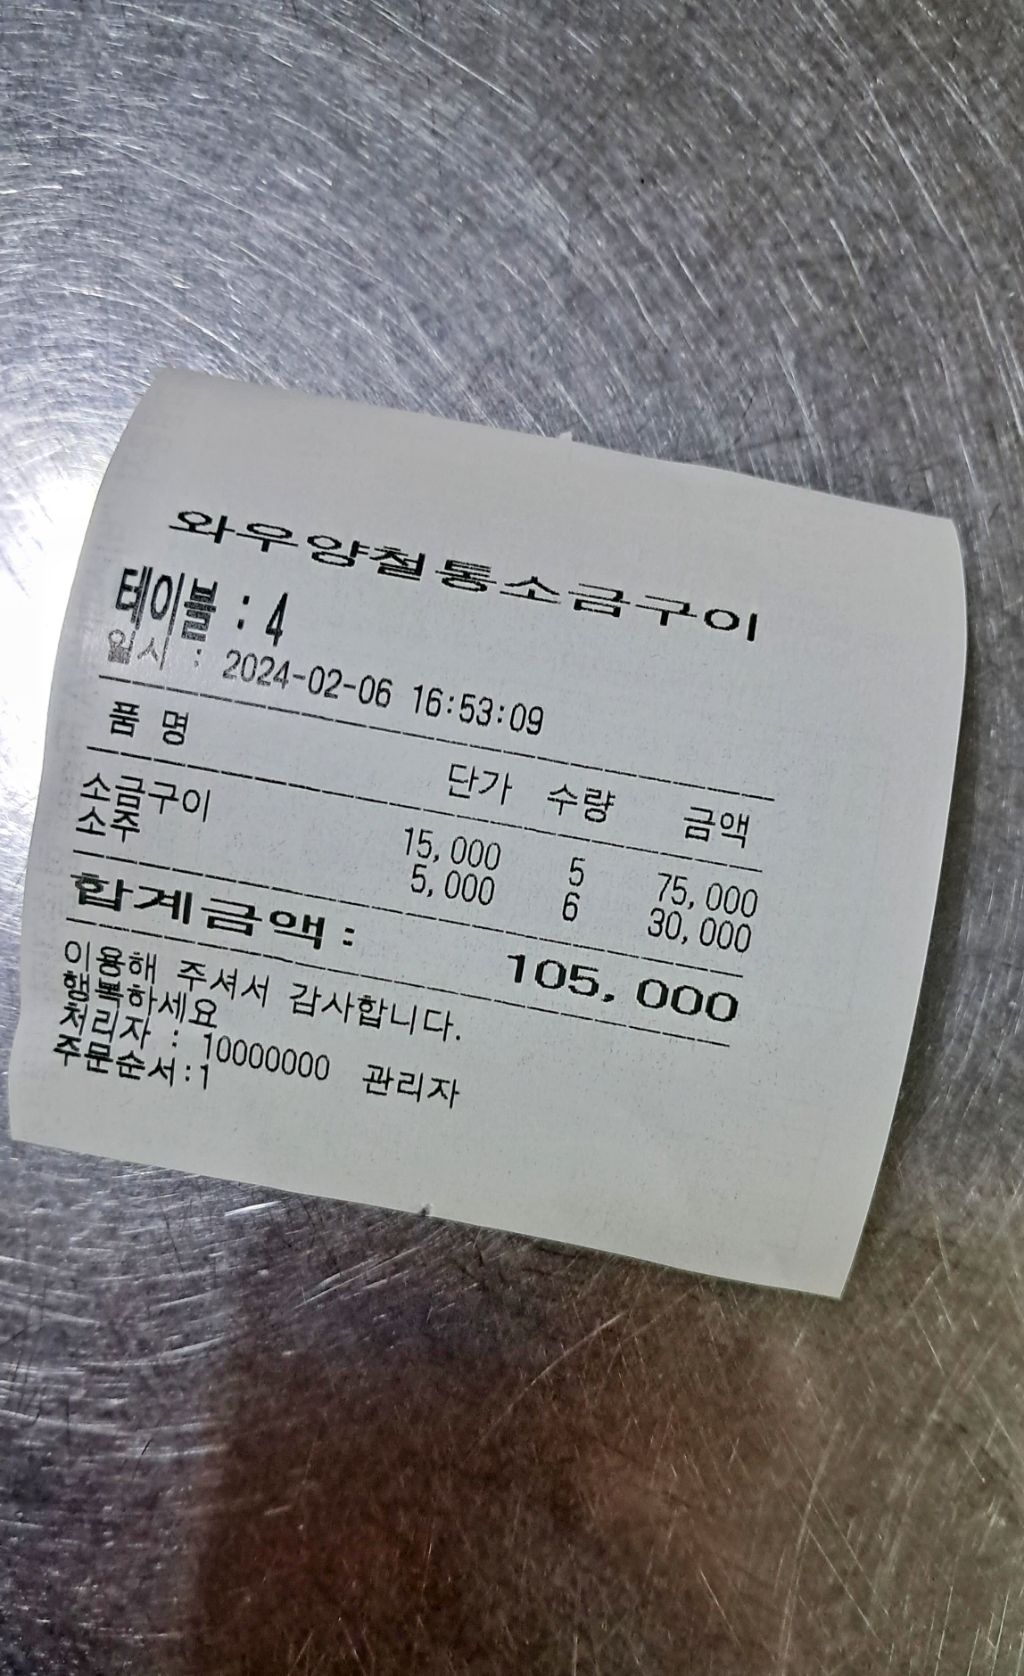 와우양철통소금구이
테이블 : 4
일시 : 2024-02-06 16:53:09
품 명 단가 수량 금액
소금구이 15,000 5 75,000
소주 5,000 6 30,000
합계금액 : 105,000
이용해 주셔서 감사합니다.
행복하세요
처리자 : 10000000 관리자
주문순서:1